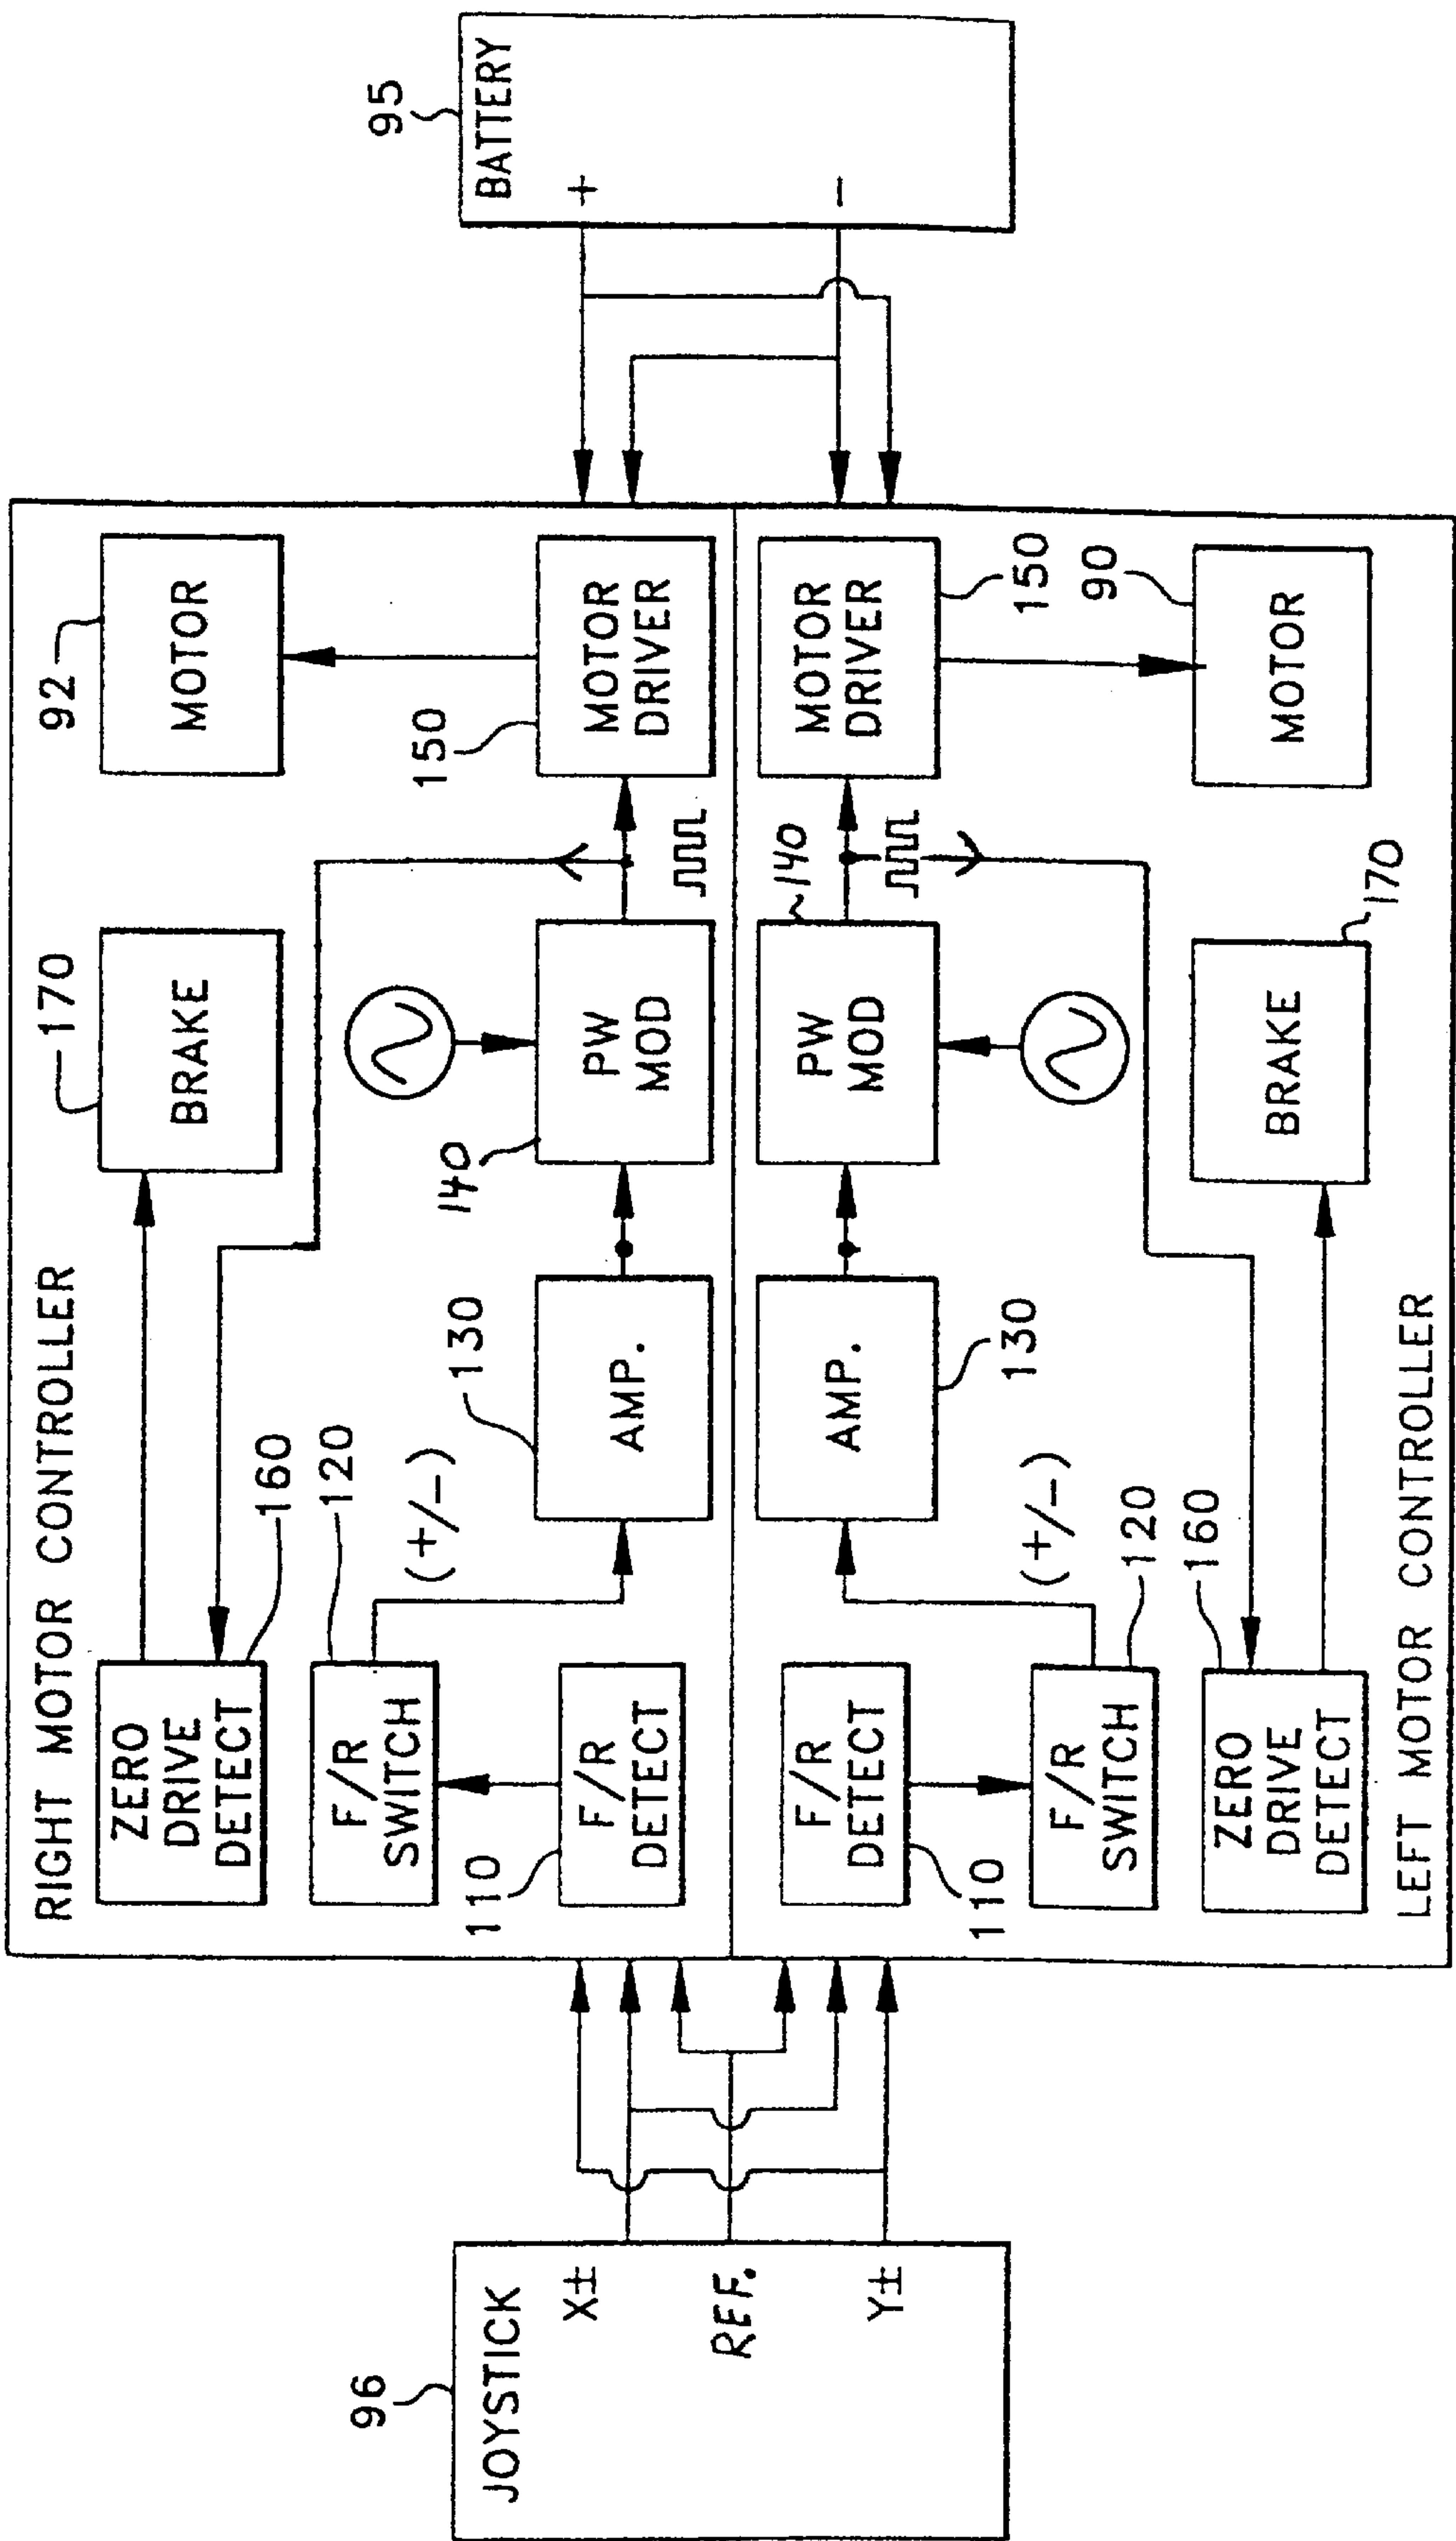 RIGHT MOTOR CONTROLLER
ZERO
DRIVE
DETECT
160
170
BRAKE
92
MOTOR
F/R
SWITCH
120
(+/-)
110
F/R
DETECT
130
AMP.
140
PW
MOD
150
MOTOR
DRIVER
96
JOYSTICK
X±
REF.
Y±
95
BATTERY
+
-
F/R
DETECT
110
AMP.
130
PW
MOD
140
MOTOR
DRIVER
150
F/R
SWITCH
120
(+/-)
ZERO
DRIVE
DETECT
160
BRAKE
170
90
MOTOR
LEFT MOTOR CONTROLLER